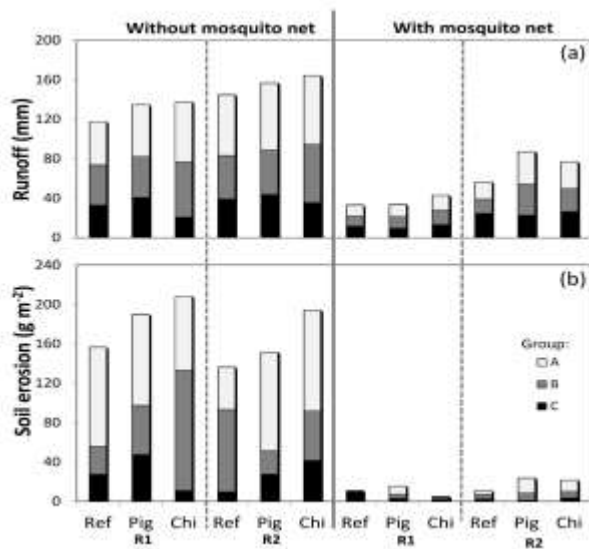 Without mosquito net With mosquito net
(a)
Runoff (mm)
200
160
120
80
40
0
(b)
Soil erosion (g m-2)
240
200
160
120
80
40
0
Group:
A
B
C
Ref Pig Chi Ref Pig Chi Ref Pig Chi Ref Pig Chi
R1 R2 R1 R2